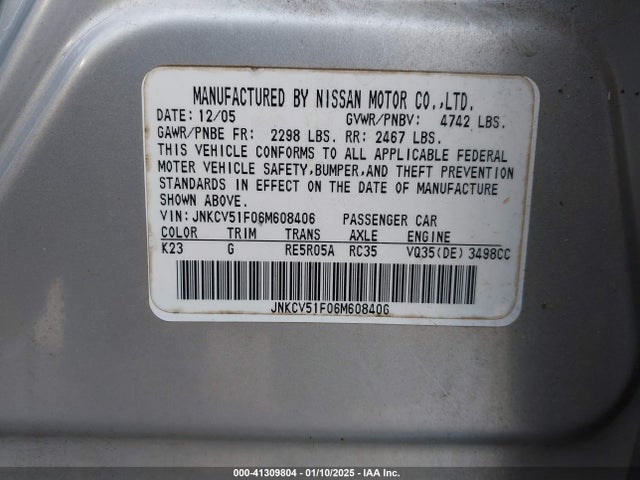 MANUFACTURED BY NISSAN MOTOR CO.,LTD.
DATE: 12/05 GVWR/PNBV: 4742 LBS.
GAWR/PNBE FR: 2298 LBS. RR: 2467 LBS.
THIS VEHICLE CONFORMS TO ALL APPLICABLE FEDERAL
MOTOR VEHICLE SAFETY, BUMPER, AND THEFT PREVENTION
STANDARDS IN EFFECT ON THE DATE OF MANUFACTURE
SHOWN ABOVE.
VIN: JNKCV51F06M608406 PASSENGER CAR
COLOR TRIM TRANS AXLE ENGINE
K23 G RE5R05A RC35 VQ35(DE) 3498CC
JNKCV51F06M608406
000-41309804 | 01/10/2025 | IAA Inc.